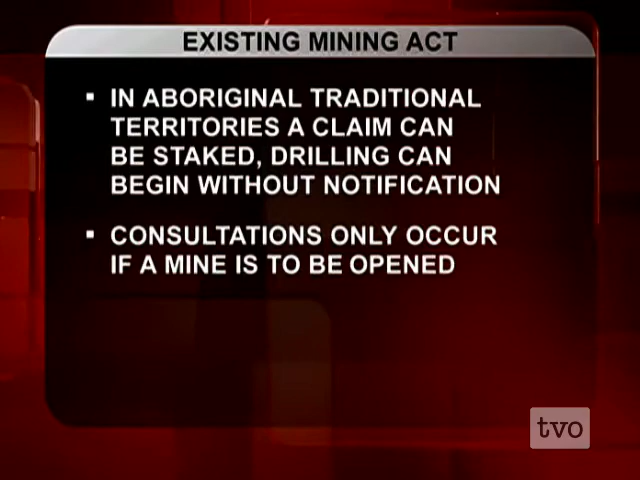 EXISTING MINING ACT
▪ IN ABORIGINAL TRADITIONAL
TERRITORIES A CLAIM CAN
BE STAKED, DRILLING CAN
BEGIN WITHOUT NOTIFICATION
▪ CONSULTATIONS ONLY OCCUR
IF A MINE IS TO BE OPENED
tvo